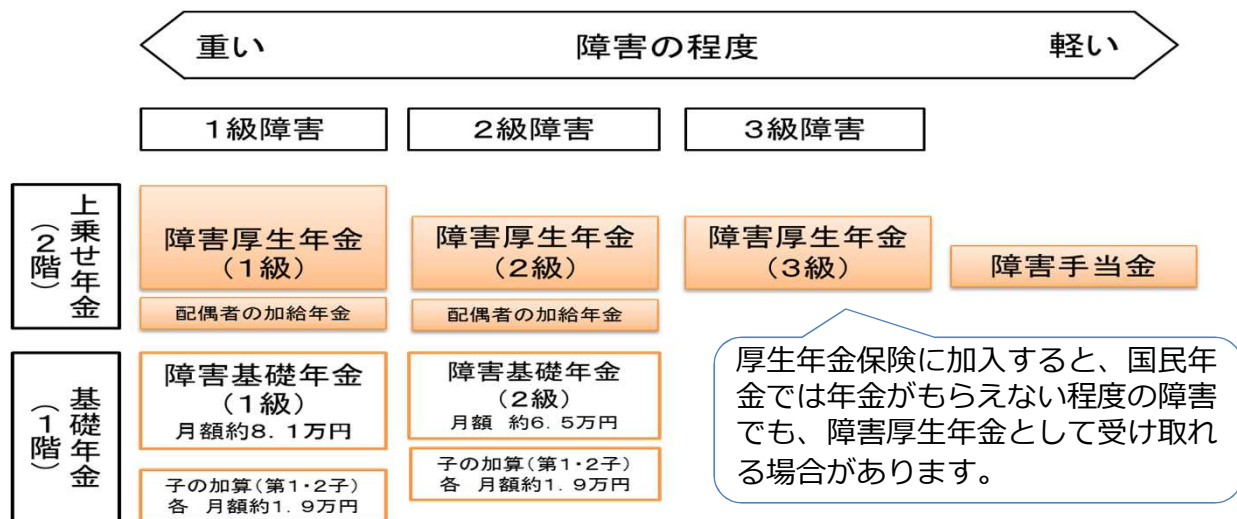 重い 障害の程度 軽い
1級障害 2級障害 3級障害
上乗せ年金
(2階)
障害厚生年金
(1級)
配偶者の加給年金
障害厚生年金
(2級)
配偶者の加給年金
障害厚生年金
(3級)
障害手当金
基礎年金
(1階)
障害基礎年金
(1級)
月額約8.1万円
子の加算(第1・2子)
各 月額約1.9万円
障害基礎年金
(2級)
月額 約6.5万円
子の加算(第1・2子)
各 月額約1.9万円
厚生年金保険に加入すると、国民年
金では年金がもらえない程度の障害
でも、障害厚生年金として受け取れ
る場合があります。